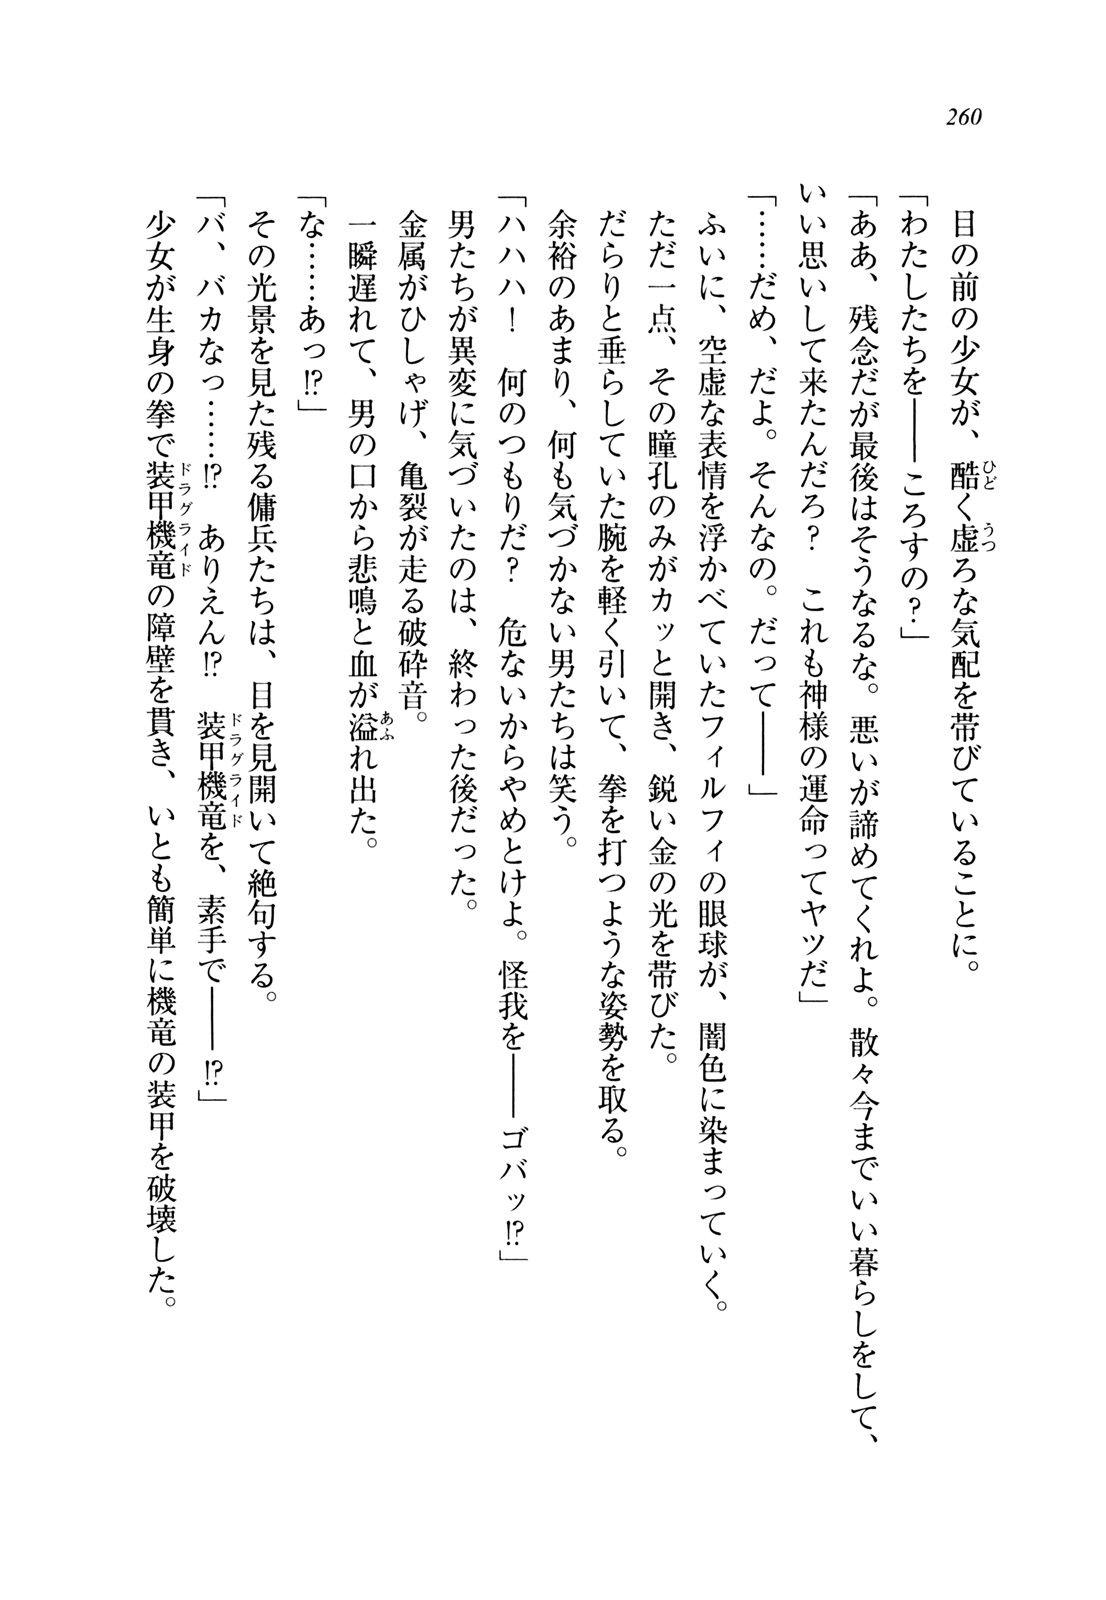 260
目の前の少女が、酷く虚ろな気配を帯びていることに。
「わたしたちを――ころすの？」
「ああ、残念だが最後はそうなるな。悪いが諦めてくれよ。散々今までいい暮らしをして、
いい思いして来たんだろ？　これも神様の運命ってヤツだ」
「……だめ、だよ。そんなの。だって――」
ふいに、空虚な表情を浮かべていたフィルフィの眼球が、闇色に染まっていく。
ただ一点、その瞳孔のみがカッと開き、鋭い金の光を帯びた。
だらりと垂らしていた腕を軽く引いて、拳を打つような姿勢を取る。
余裕のあまり、何も気づかない男たちは笑う。
「ハハハ！　何のつもりだ？　危ないからやめとけよ。怪我を――ゴバッ!?」
男たちが異変に気づいたのは、終わった後だった。
金属がひしゃげ、亀裂が走る破砕音。
一瞬遅れて、男の口から悲鳴と血が溢れ出た。
「な……あっ!?」
その光景を見た残る傭兵たちは、目を見開いて絶句する。
「バ、バカなっ……!?　ありえん!?　装甲機竜を、素手で――!?」
少女が生身の拳で装甲機竜の障壁を貫き、いとも簡単に機竜の装甲を破壊した。